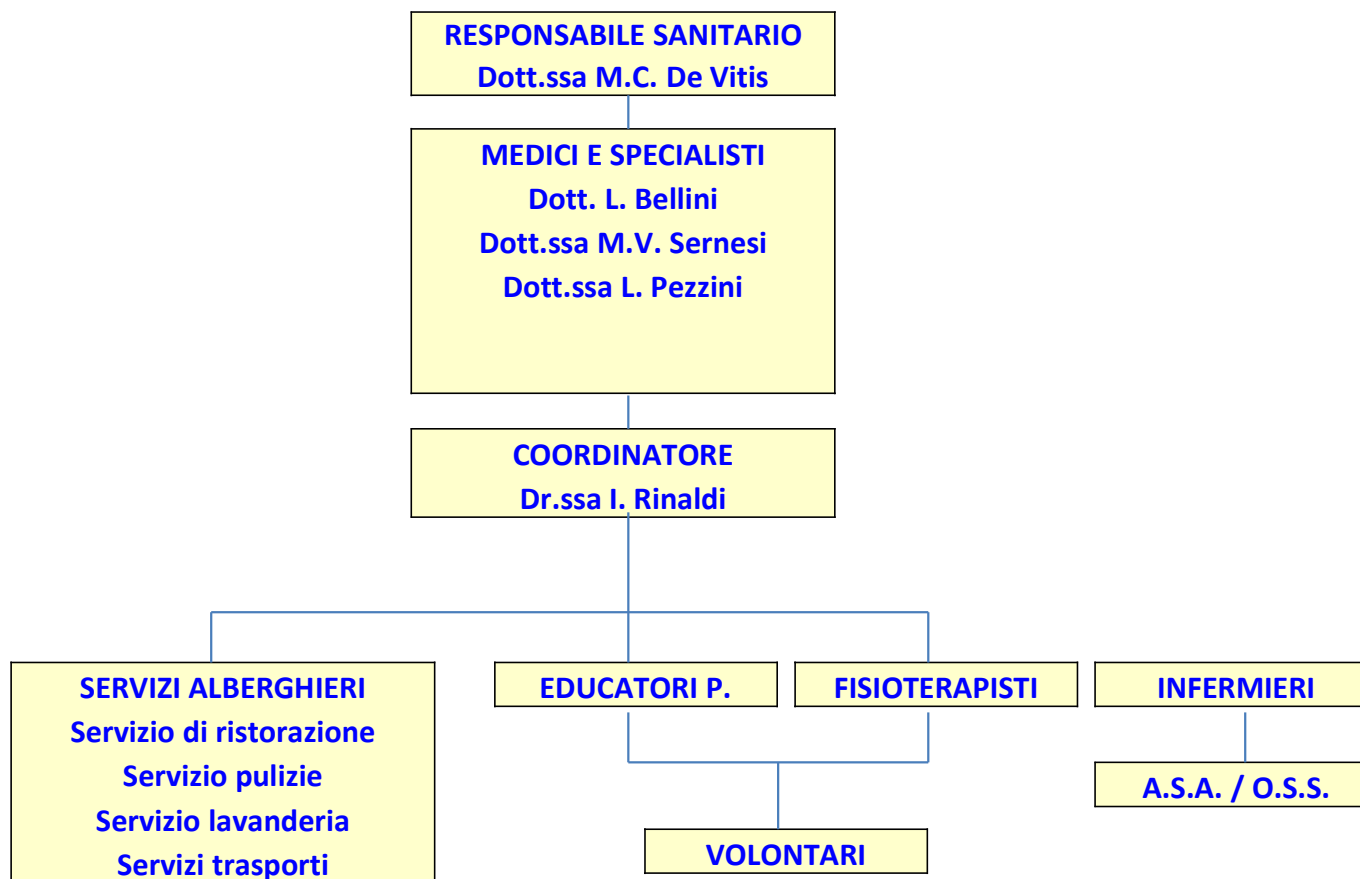 RESPONSABILE SANITARIO
Dott.ssa M.C. De Vitis
MEDICI E SPECIALISTI
Dott. L. Bellini
Dott.ssa M.V. Sernesi
Dott.ssa L. Pezzini
COORDINATORE
Dr.ssa I. Rinaldi
SERVIZI ALBERGHIERI
Servizio di ristorazione
Servizio pulizie
Servizio lavanderia
Servizi trasporti
EDUCATORI P.
FISIOTERAPISTI
VOLONTARI
INFERMIERI
A.S.A. / O.S.S.